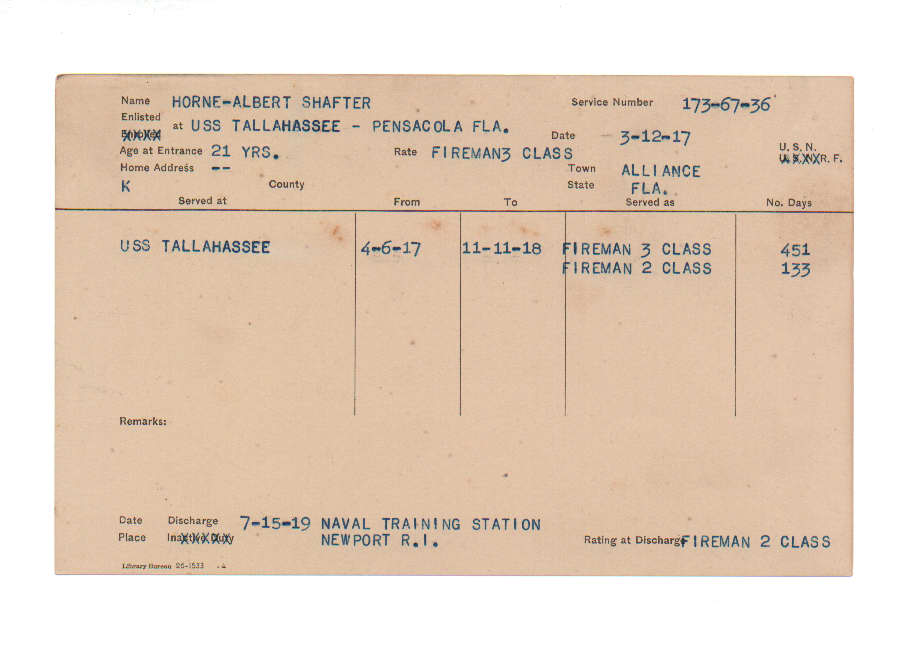 Name HORNE-ALBERT SHAFTER Service Number 173-67-36
Enlisted
at USS TALLAHASSEE - PENSACOLA FLA. Date - 3-12-17
Age at Entrance 21 YRS. Rate FIREMAN3 CLASS U. S. N.
R. F.
Home Address -- Town ALLIANCE
K County State FLA.
Served at From To Served as No. Days
USS TALLAHASSEE 4-6-17 11-11-18 FIREMAN 3 CLASS 451
FIREMAN 2 CLASS 133
Remarks:
Date Discharge 7-15-19 NAVAL TRAINING STATION
Place Inactive Duty NEWPORT R.I. Rating at Discharge FIREMAN 2 CLASS
Library Bureau 26-1533